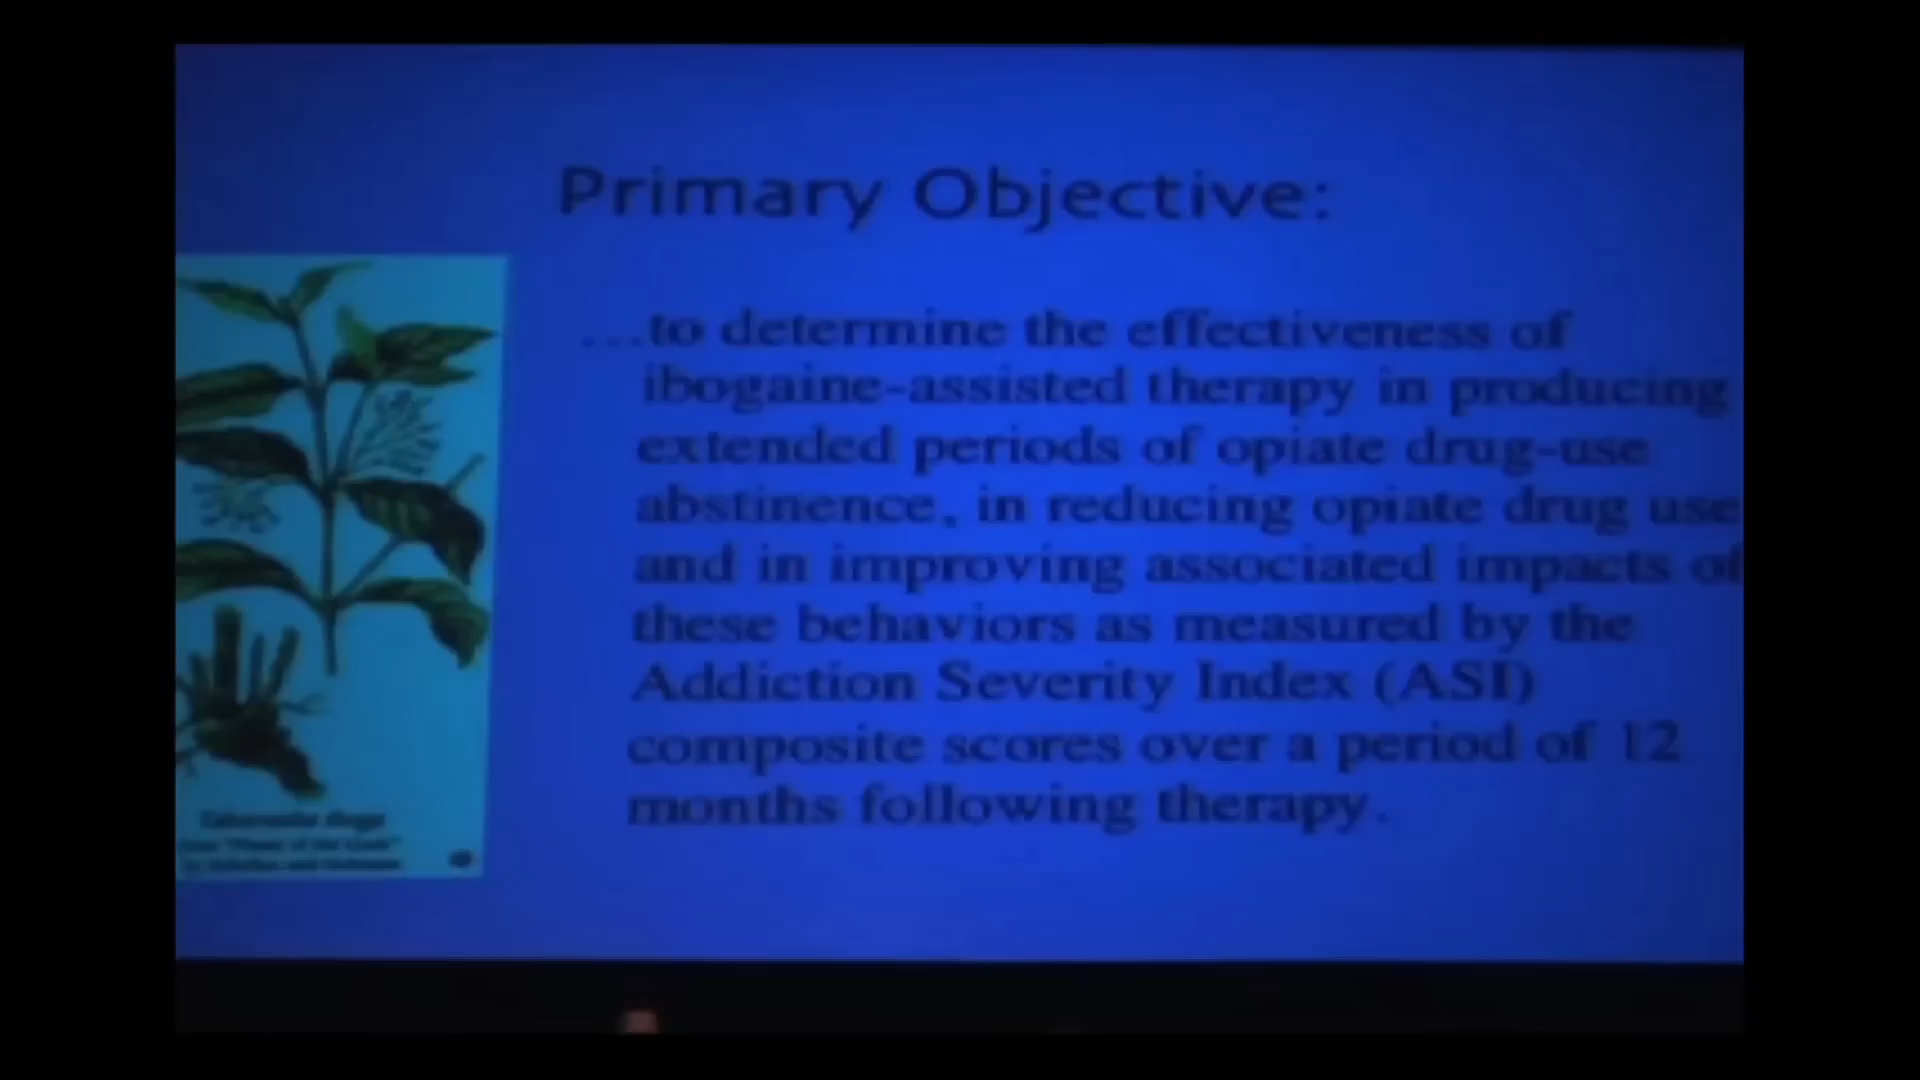 Primary Objective:
...to determine the effectiveness of
ibogaine-assisted therapy in producing
extended periods of opiate drug-use
abstinence, in reducing opiate drug use
and in improving associated impacts of
these behaviors as measured by the
Addiction Severity Index (ASI)
composite scores over a period of 12
months following therapy.